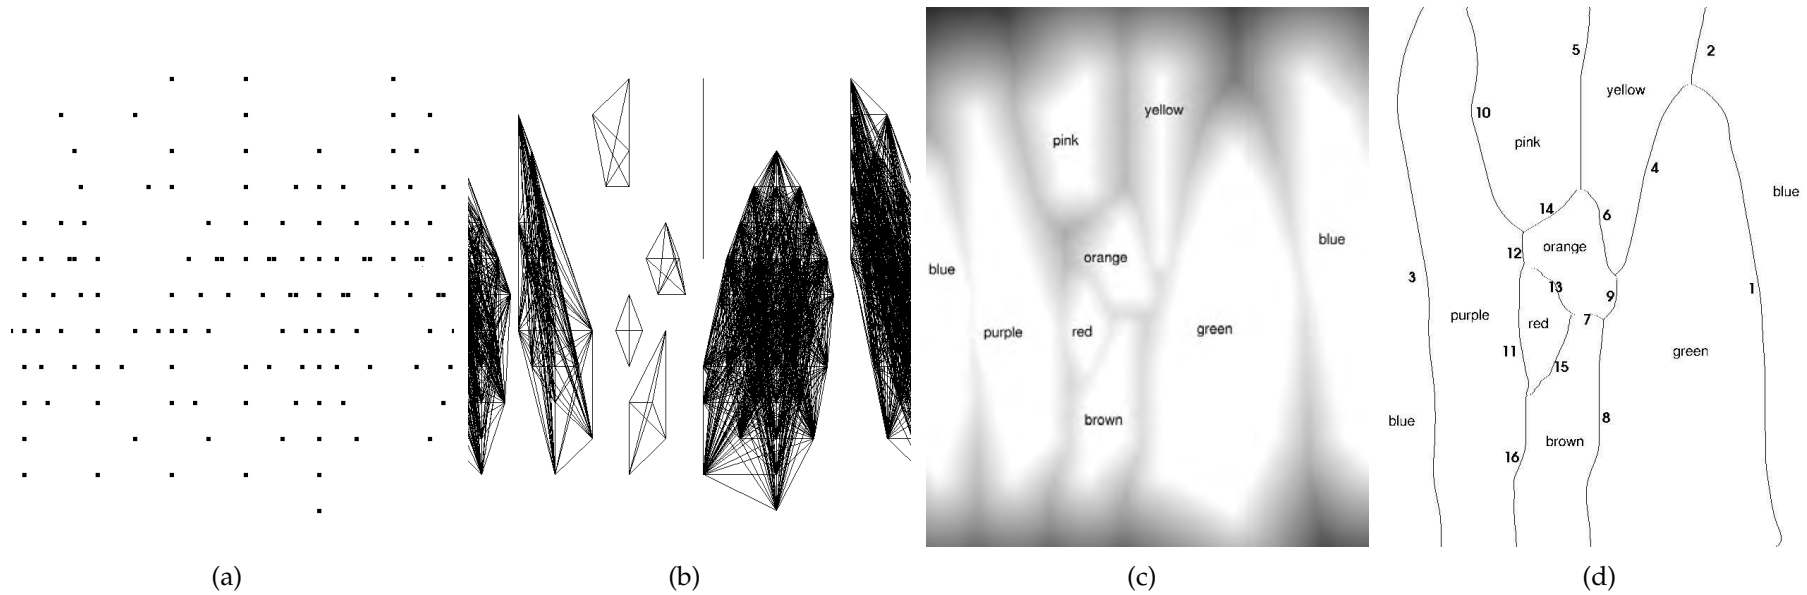 yellow
pink
orange
blue
blue
purple
red
green
brown
5
2
yellow
10
pink
4
blue
14
6
orange
12
3
13
9
1
purple
red
7
11
green
15
blue
8
brown
16
(a)
(b)
(c)
(d)